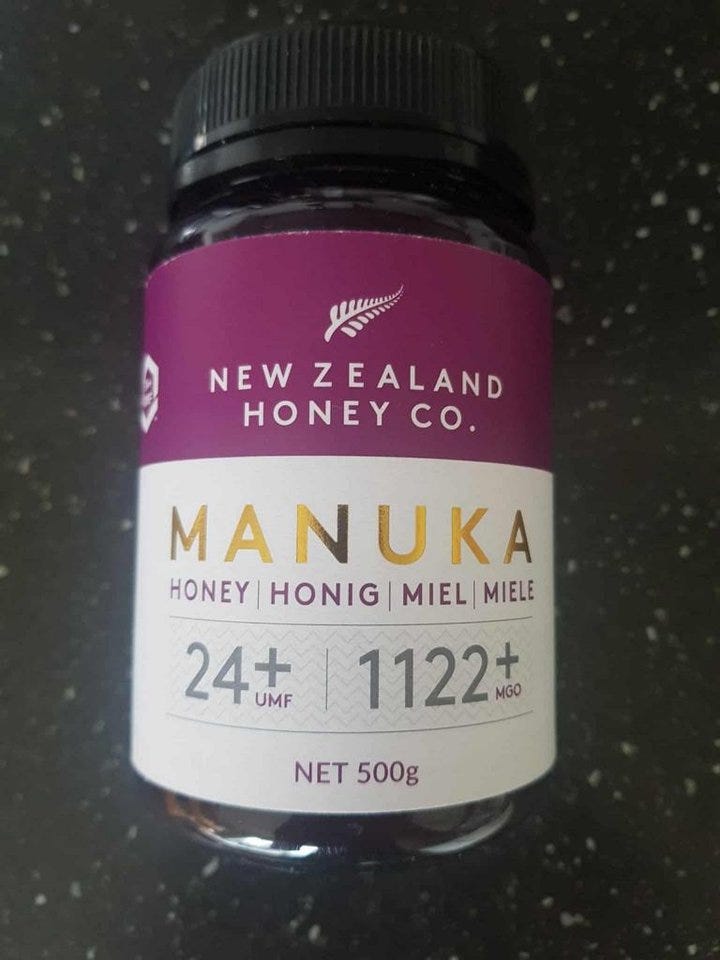 NEW ZEALAND
HONEY CO.
MANUKA
HONEY | HONIG | MIEL | MIELE
24+ UMF | 1122+ MGO
NET 500g